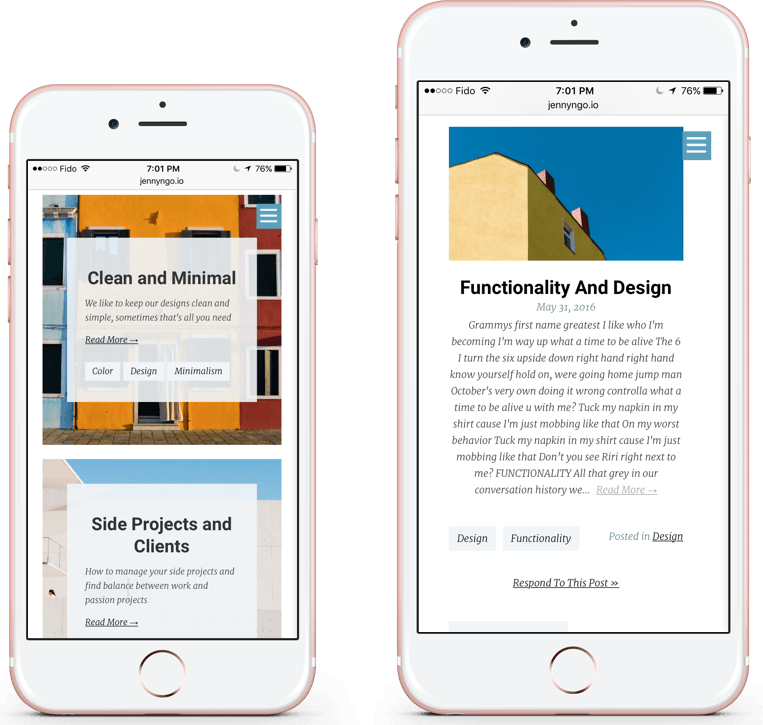 Fido
7:01 PM
76%
jennyngo.io
Clean and Minimal
We like to keep our designs clean and
simple, sometimes that's all you need
Read More →
Color
Design
Minimalism
Side Projects and
Clients
How to manage your side projects and
find balance between work and
passion projects
Read More →
Fido
7:01 PM
76%
jennyngo.io
Functionality And Design
May 31, 2016
Grammys first name greatest I like who I'm
becoming I'm way up what a time to be alive The 6
I turn the six upside down right hand right hand
know yourself hold on, were going home jump man
October's very own doing it wrong controlla what a
time to be alive u with me? Tuck my napkin in my
shirt cause I'm just mobbing like that On my worst
behavior Tuck my napkin in my shirt cause I'm just
mobbing like that Don't you see Riri right next to
me? FUNCTIONALITY All that grey in our
conversation history we... Read More →
Design
Functionality
Posted in Design
Respond To This Post »